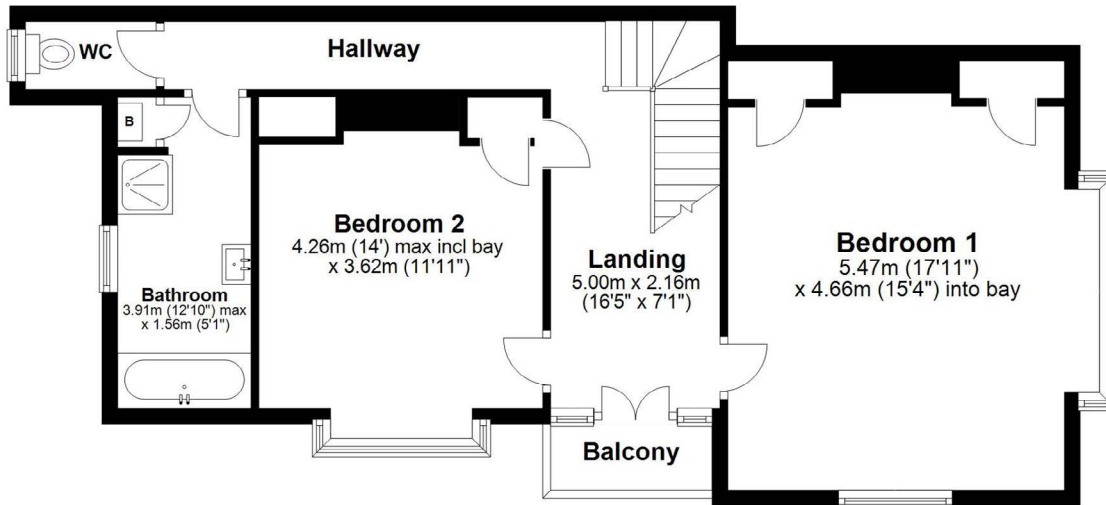 WC
Hallway
B
Bedroom 2
4.26m (14') max incl bay
x 3.62m (11'11")
Landing
5.00m x 2.16m
(16'5" x 7'1")
Bedroom 1
5.47m (17'11")
x 4.66m (15'4") into bay
Bathroom
3.91m (12'10") max
x 1.56m (5'1")
Balcony